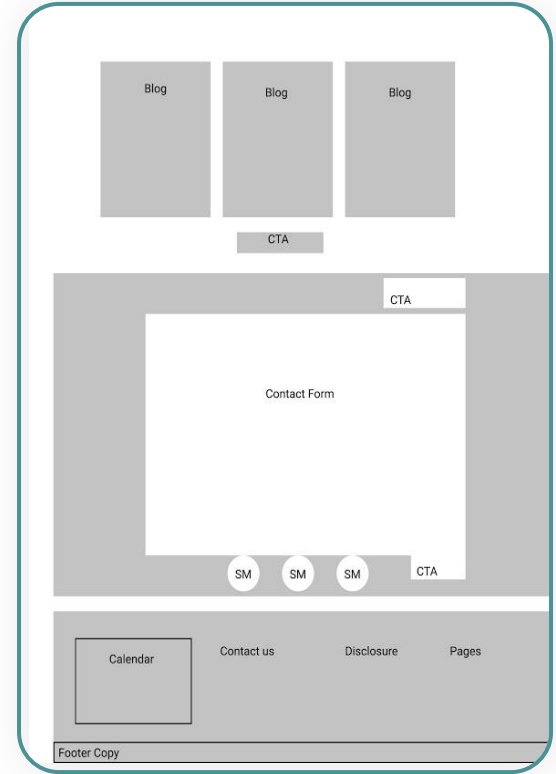 Blog
Blog
Blog
CTA
CTA
Contact Form
SM
SM
SM
CTA
Calendar
Contact us
Disclosure
Pages
Footer Copy